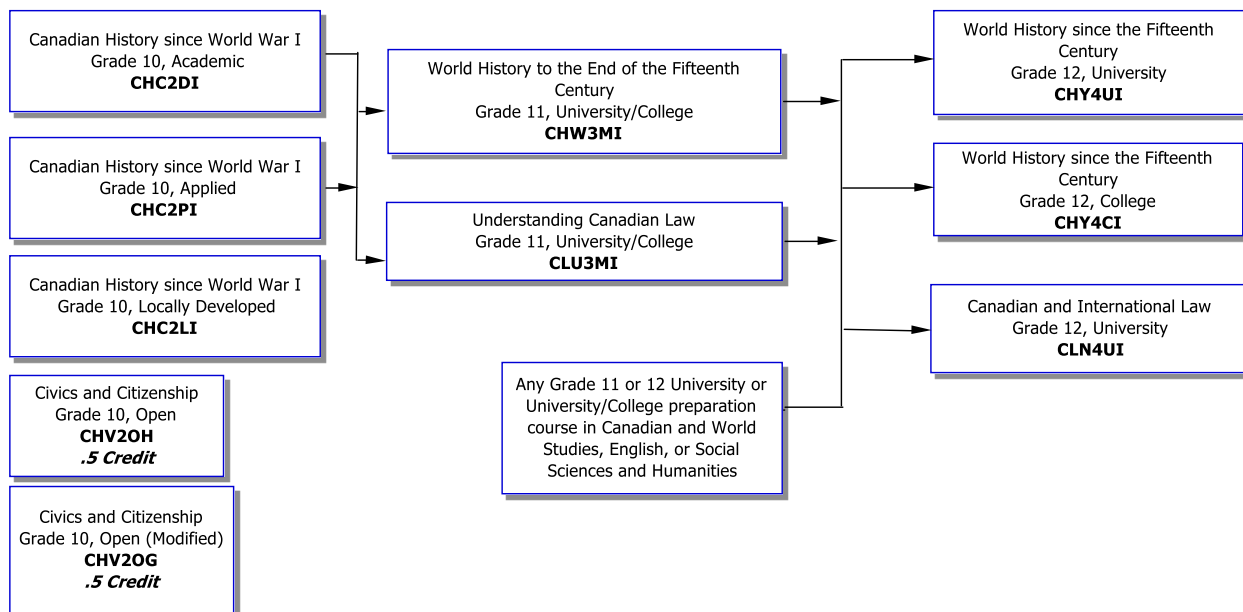 Canadian History since World War I
Grade 10, Academic
CHC2DI
Canadian History since World War I
Grade 10, Applied
CHC2PI
Canadian History since World War I
Grade 10, Locally Developed
CHC2LI
Civics and Citizenship
Grade 10, Open
CHV2OH
.5 Credit
Civics and Citizenship
Grade 10, Open (Modified)
CHV2OG
.5 Credit
World History to the End of the Fifteenth
Century
Grade 11, University/College
CHW3MI
Understanding Canadian Law
Grade 11, University/College
CLU3MI
Any Grade 11 or 12 University or
University/College preparation
course in Canadian and World
Studies, English, or Social
Sciences and Humanities
World History since the Fifteenth
Century
Grade 12, University
CHY4UI
World History since the Fifteenth
Century
Grade 12, College
CHY4CI
Canadian and International Law
Grade 12, University
CLN4UI